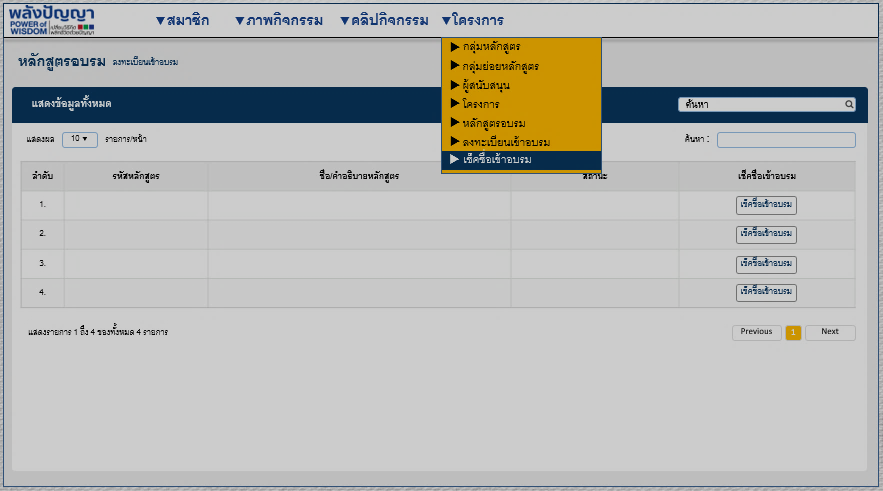 พลังปัญญา
POWER of
WISDOM
▼สมาชิก ▼ภาพกิจกรรม ▼คลิปกิจกรรม ▼โครงการ
▶ กลุ่มหลักสูตร
▶ กลุ่มย่อยหลักสูตร
▶ ผู้สนับสนุน
▶ โครงการ
▶ หลักสูตรอบรม
▶ ลงทะเบียนเข้าอบรม
▶ เช็คชื่อเข้าอบรม
หลักสูตรอบรม ลงทะเบียนเข้าอบรม
แสดงข้อมูลทั้งหมด ค้นหา
แสดงผล 10 ▼ รายการ/หน้า ค้นหา :
ลำดับ รหัสหลักสูตร ชื่อ/คำอธิบายหลักสูตร สถานะ เช็คชื่อเข้าอบรม
1. เช็คชื่อเข้าอบรม
2. เช็คชื่อเข้าอบรม
3. เช็คชื่อเข้าอบรม
4. เช็คชื่อเข้าอบรม
แสดงรายการ 1 ถึง 4 ของทั้งหมด 4 รายการ Previous 1 Next